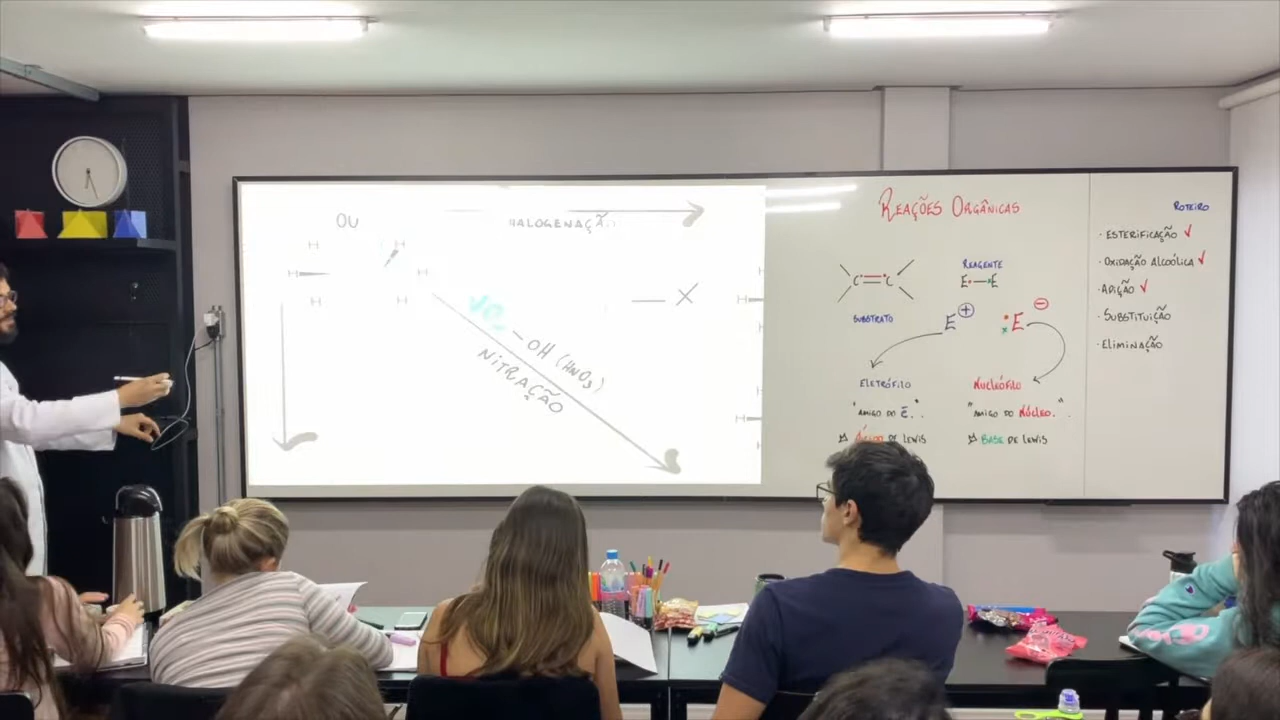 OU
HALOGENAÇÃO
H H
H H
H H
X
NO₂ – OH (HNO₃)
NITRAÇÃO
REAÇÕES ORGÂNICAS
C = C
SUBSTRATO
REAGENTE
E • — × E
E +
E −
ELETRÓFILO
"AMIGO DO E⁻."
ÁCIDO DE LEWIS
NUCLEÓFILO
"AMIGO DO NÚCLEO."
BASE DE LEWIS
ROTEIRO
· ESTERIFICAÇÃO ✓
· OXIDAÇÃO ALCOÓLICA ✓
· ADIÇÃO ✓
· SUBSTITUIÇÃO
· ELIMINAÇÃO